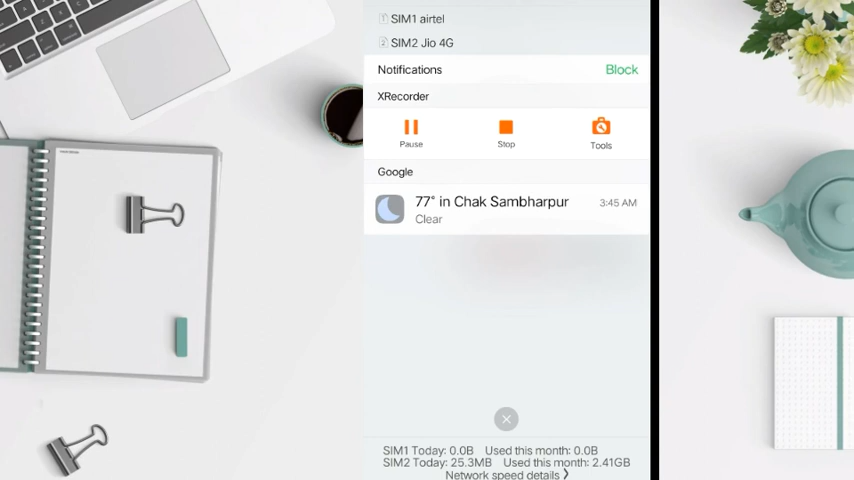 SIM1 airtel
SIM2 Jio 4G
Notifications Block
XRecorder
Pause Stop Tools
Google
77° in Chak Sambharpur 3:45 AM
Clear
SIM1 Today: 0.0B Used this month: 0.0B
SIM2 Today: 25.3MB Used this month: 2.41GB
Network speed details